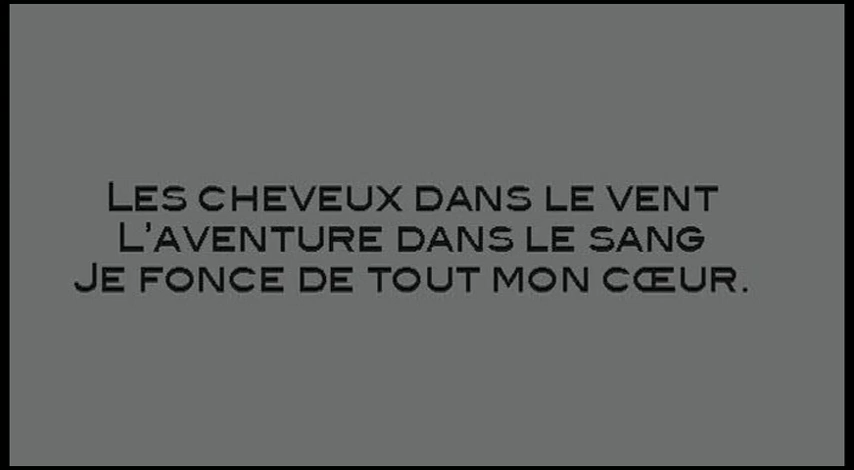 Les cheveux dans le vent
L'aventure dans le sang
Je fonce de tout mon cœur.